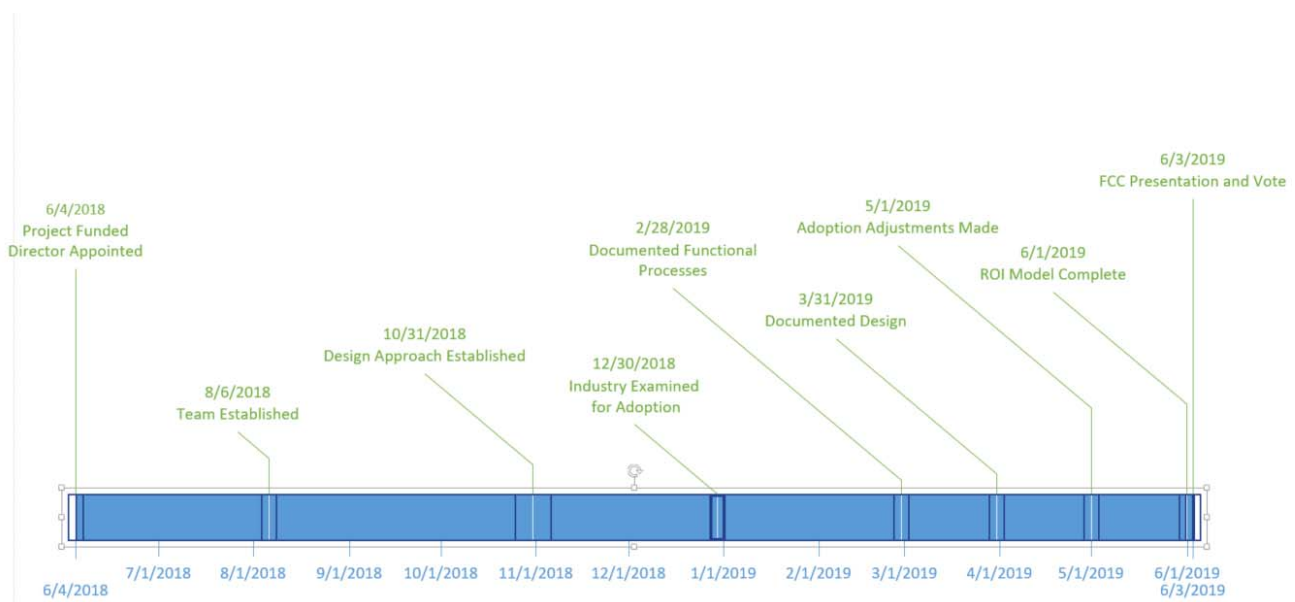 6/4/2018
Project Funded
Director Appointed
8/6/2018
Team Established
10/31/2018
Design Approach Established
12/30/2018
Industry Examined
for Adoption
2/28/2019
Documented Functional
Processes
3/31/2019
Documented Design
5/1/2019
Adoption Adjustments Made
6/1/2019
ROI Model Complete
6/3/2019
FCC Presentation and Vote
6/4/2018
7/1/2018
8/1/2018
9/1/2018
10/1/2018
11/1/2018
12/1/2018
1/1/2019
2/1/2019
3/1/2019
4/1/2019
5/1/2019
6/1/2019
6/3/2019